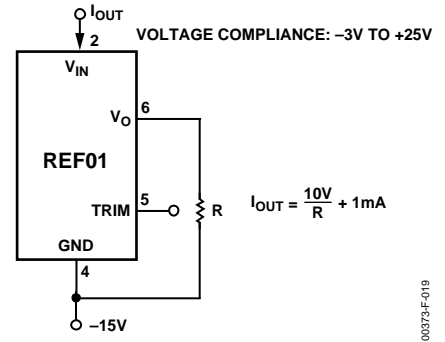 I_OUT
VOLTAGE COMPLIANCE: –3V TO +25V
2
V_IN
6
V_O
REF01
5
TRIM
R
I_OUT = 10V/R + 1mA
GND
4
–15V
00373-F-019